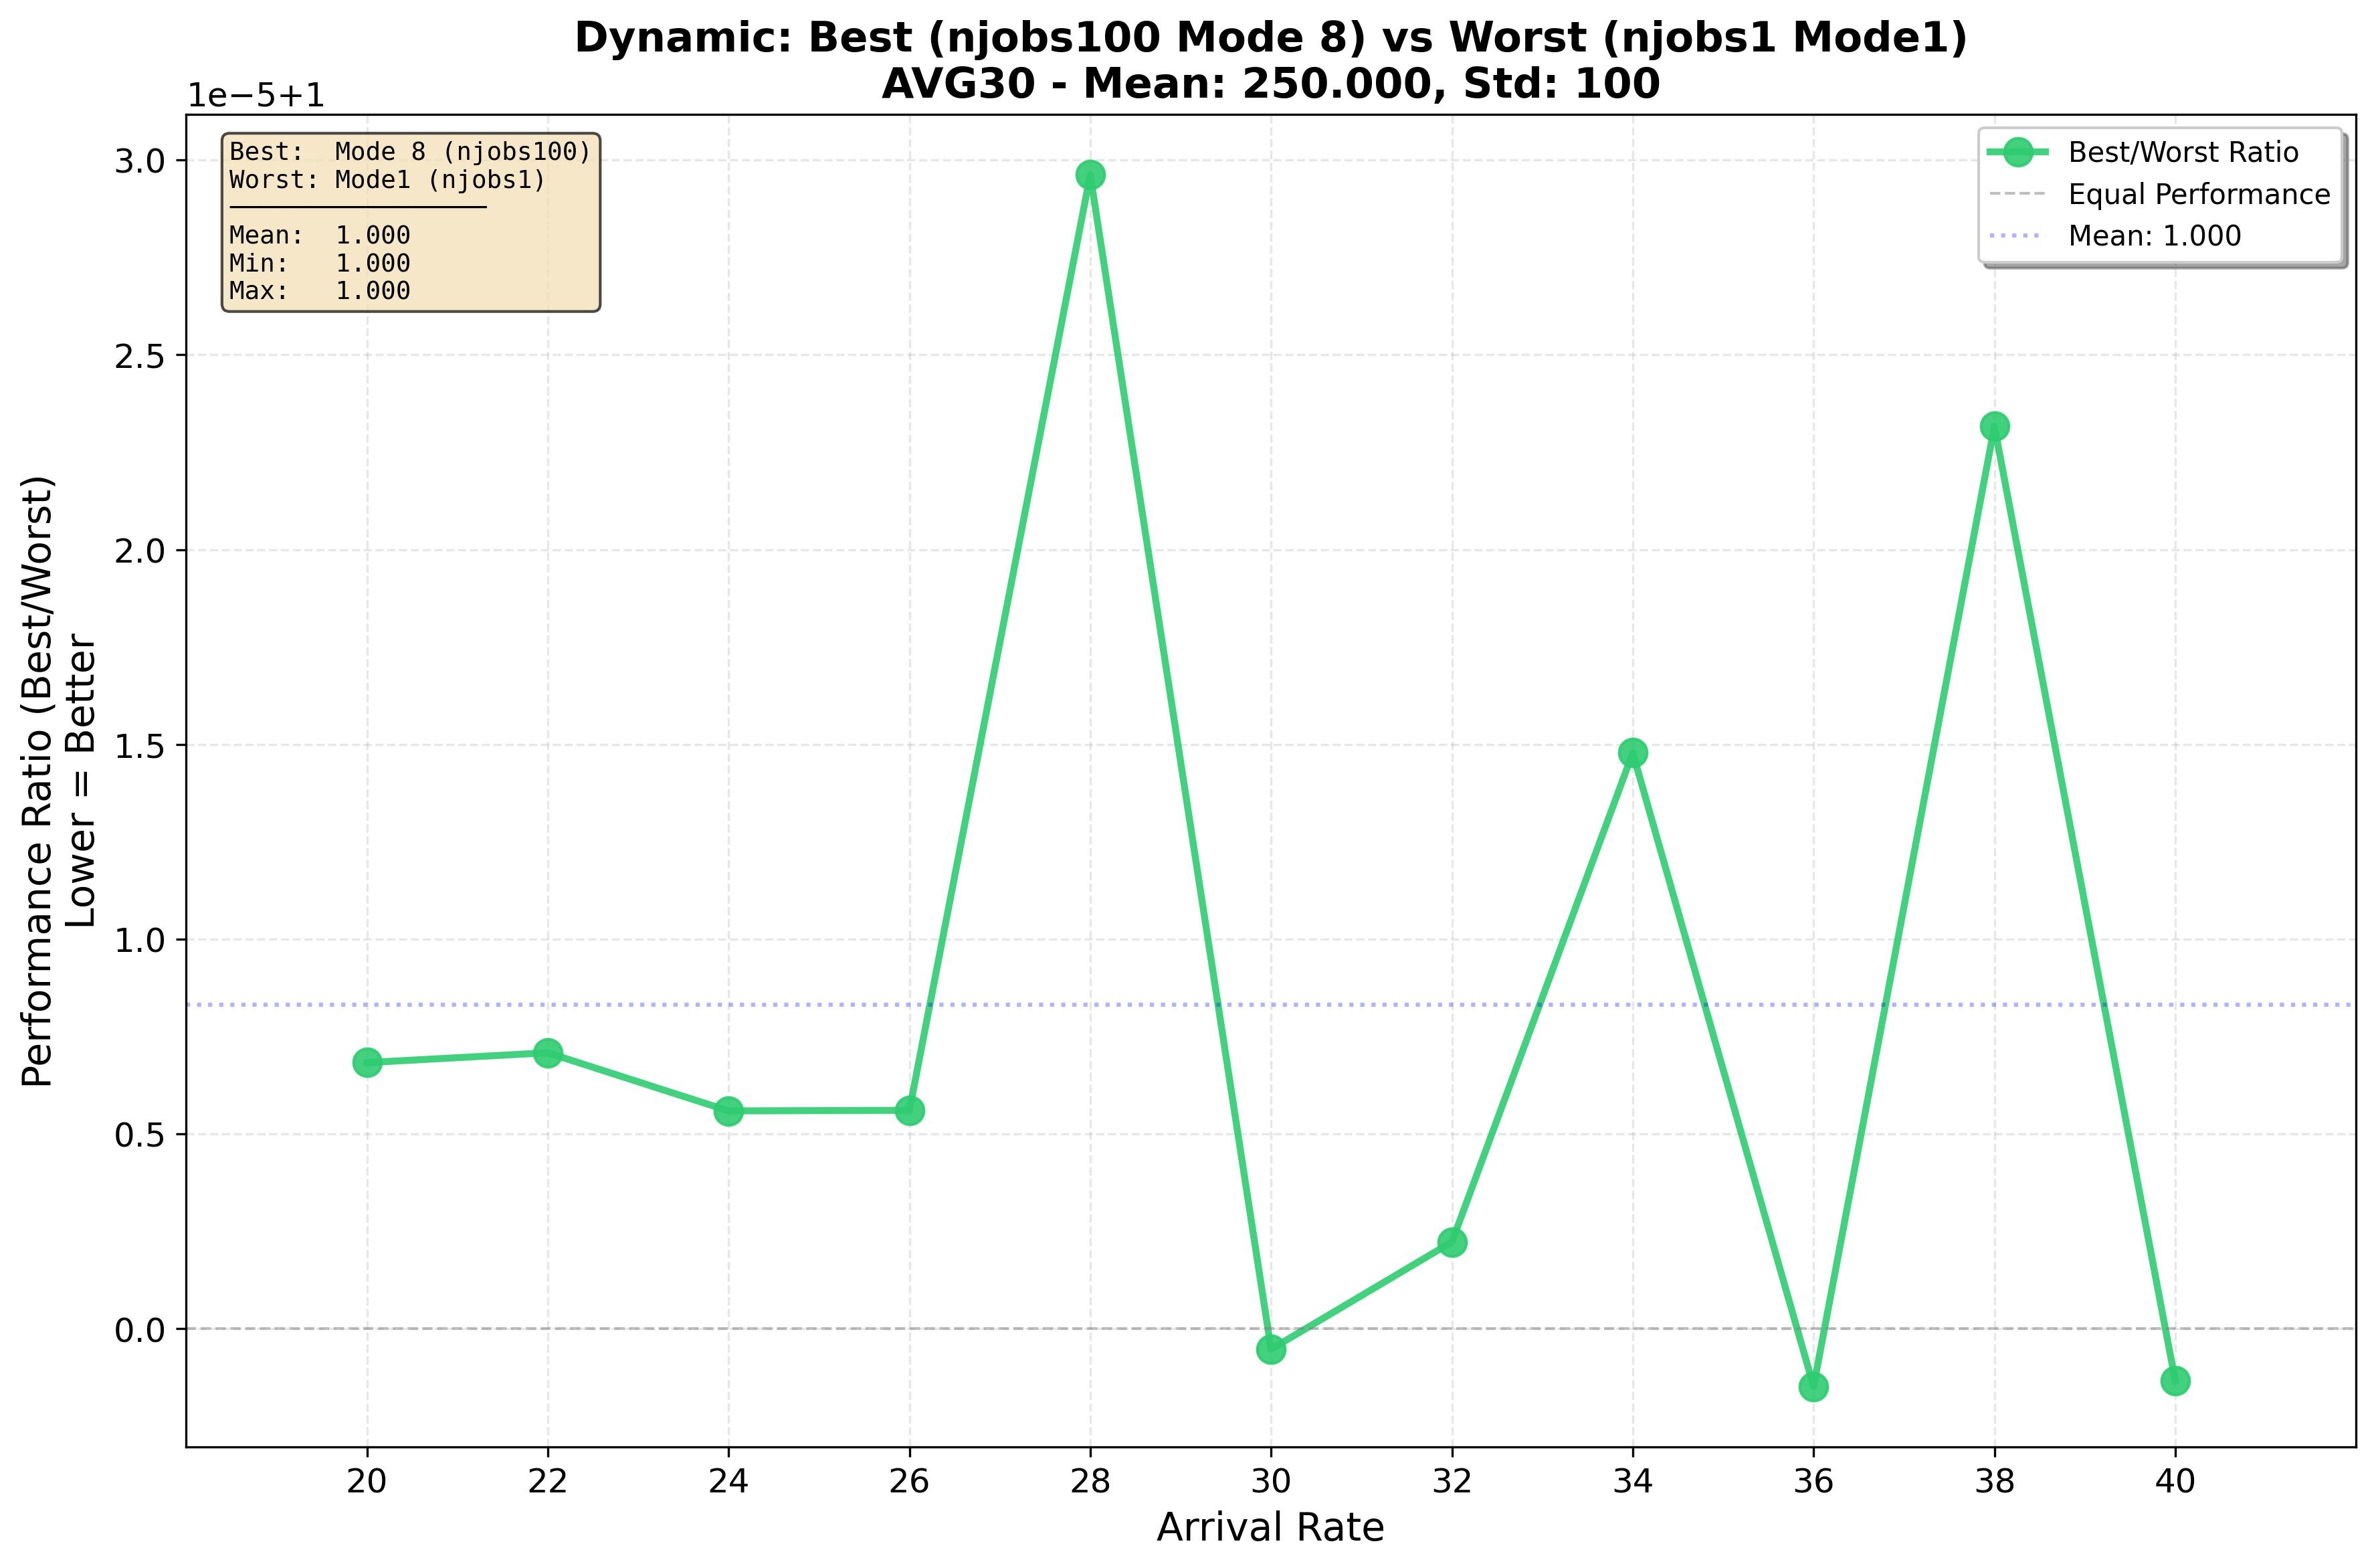 Dynamic: Best (njobs100 Mode 8) vs Worst (njobs1 Mode1)
AVG30 - Mean: 250.000, Std: 100
1e−5+1
Best:  Mode 8 (njobs100)
Worst: Mode1 (njobs1)
Mean:  1.000
Min:   1.000
Max:   1.000
Best/Worst Ratio
Equal Performance
Mean: 1.000
3.0
2.5
2.0
1.5
1.0
0.5
0.0
Performance Ratio (Best/Worst)
Lower = Better
20 22 24 26 28 30 32 34 36 38 40
Arrival Rate